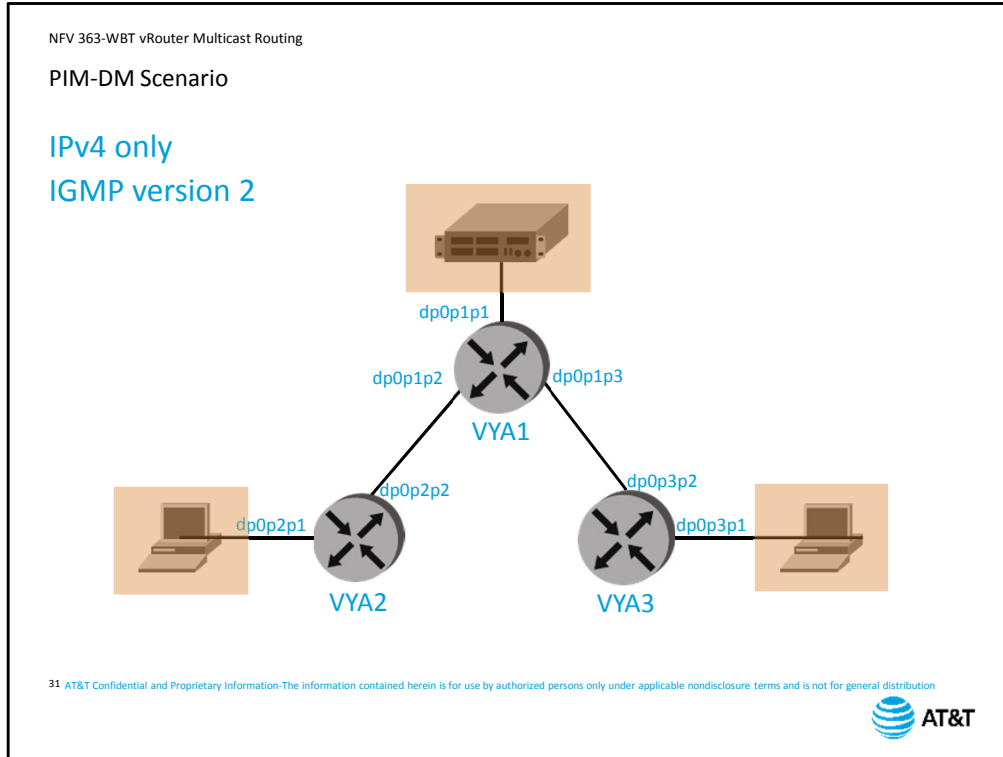 NFV 363-WBT vRouter Multicast Routing
PIM-DM Scenario
IPv4 only
IGMP version 2
dp0p1p1
dp0p1p2
dp0p1p3
VYA1
dp0p2p2
dp0p3p2
dp0p2p1
dp0p3p1
VYA2
VYA3
31 AT&T Confidential and Proprietary Information-The information contained herein is for use by authorized persons only under applicable nondisclosure terms and is not for general distribution
AT&T